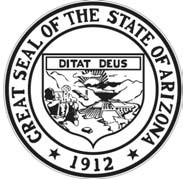 GREAT SEAL OF THE STATE OF ARIZONA
DITAT DEUS
1912